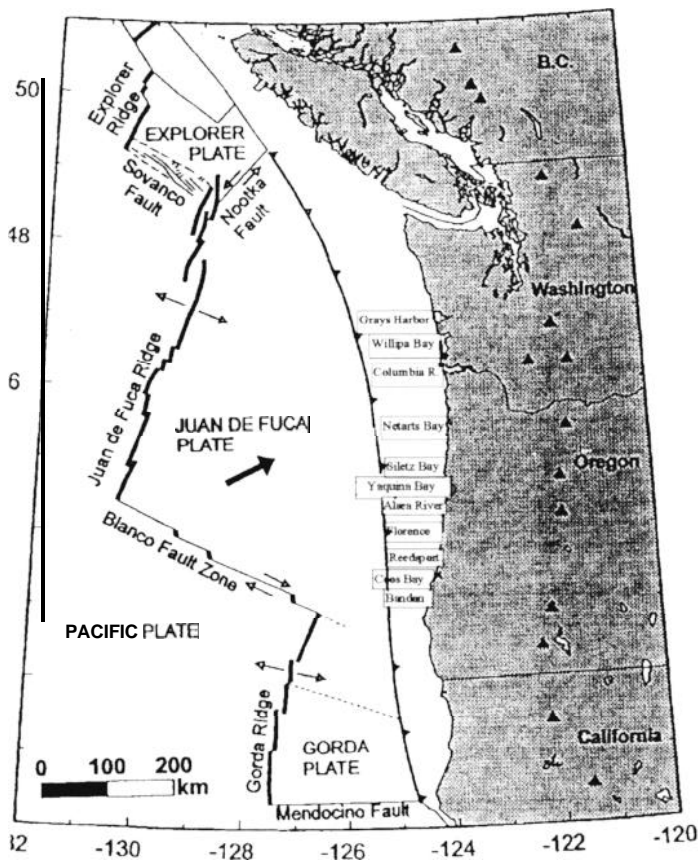 50
48
6
B.C.
Explorer
Ridge
EXPLORER
PLATE
Sovanco
Fault
Nootka
Fault
Washington
Grays Harbor
Willipa Bay
Columbia R.
Juan de Fuca Ridge
JUAN DE FUCA
PLATE
Netarts Bay
Siletz Bay
Yaquina Bay
Alsea River
Florence
Reedsport
Coos Bay
Bandon
Oregon
Blanco Fault Zone
PACIFIC PLATE
Gorda Ridge
GORDA
PLATE
California
0 100 200
km
Mendocino Fault
32 -130 -128 -126 -124 -122 -120